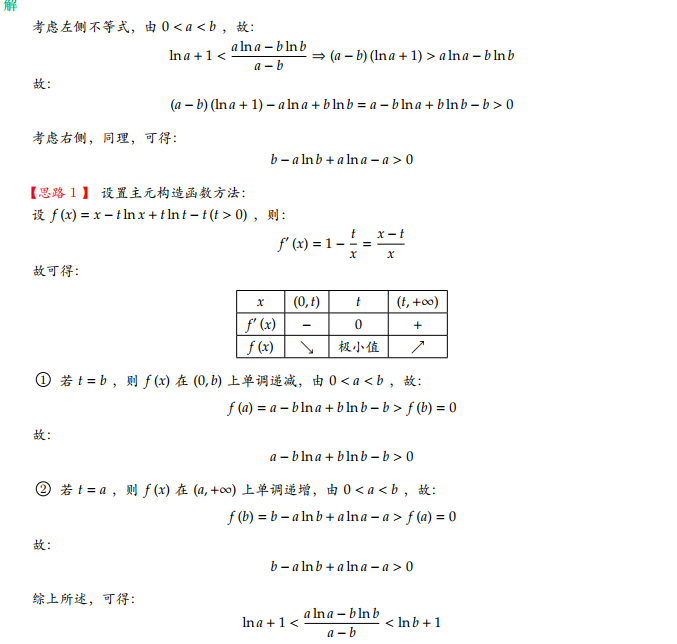 解
考虑左侧不等式，由 0 < a < b ，故：
ln a + 1 < (a ln a − b ln b)/(a − b) ⇒ (a − b) (ln a + 1) > a ln a − b ln b
故：
(a − b) (ln a + 1) − a ln a + b ln b = a − b ln a + b ln b − b > 0
考虑右侧，同理，可得：
b − a ln b + a ln a − a > 0
【思路 1 】 设置主元构造函数方法：
设 f (x) = x − t ln x + t ln t − t (t > 0) ，则：
f′ (x) = 1 − t/x = (x − t)/x
故可得：
x (0, t) t (t, +∞)
f′ (x) − 0 +
f (x) ↘ 极小值 ↗
① 若 t = b ，则 f (x) 在 (0, b) 上单调递减，由 0 < a < b ，故：
f (a) = a − b ln a + b ln b − b > f (b) = 0
故：
a − b ln a + b ln b − b > 0
② 若 t = a ，则 f (x) 在 (a, +∞) 上单调递增，由 0 < a < b ，故：
f (b) = b − a ln b + a ln a − a > f (a) = 0
故：
b − a ln b + a ln a − a > 0
综上所述，可得：
ln a + 1 < (a ln a − b ln b)/(a − b) < ln b + 1